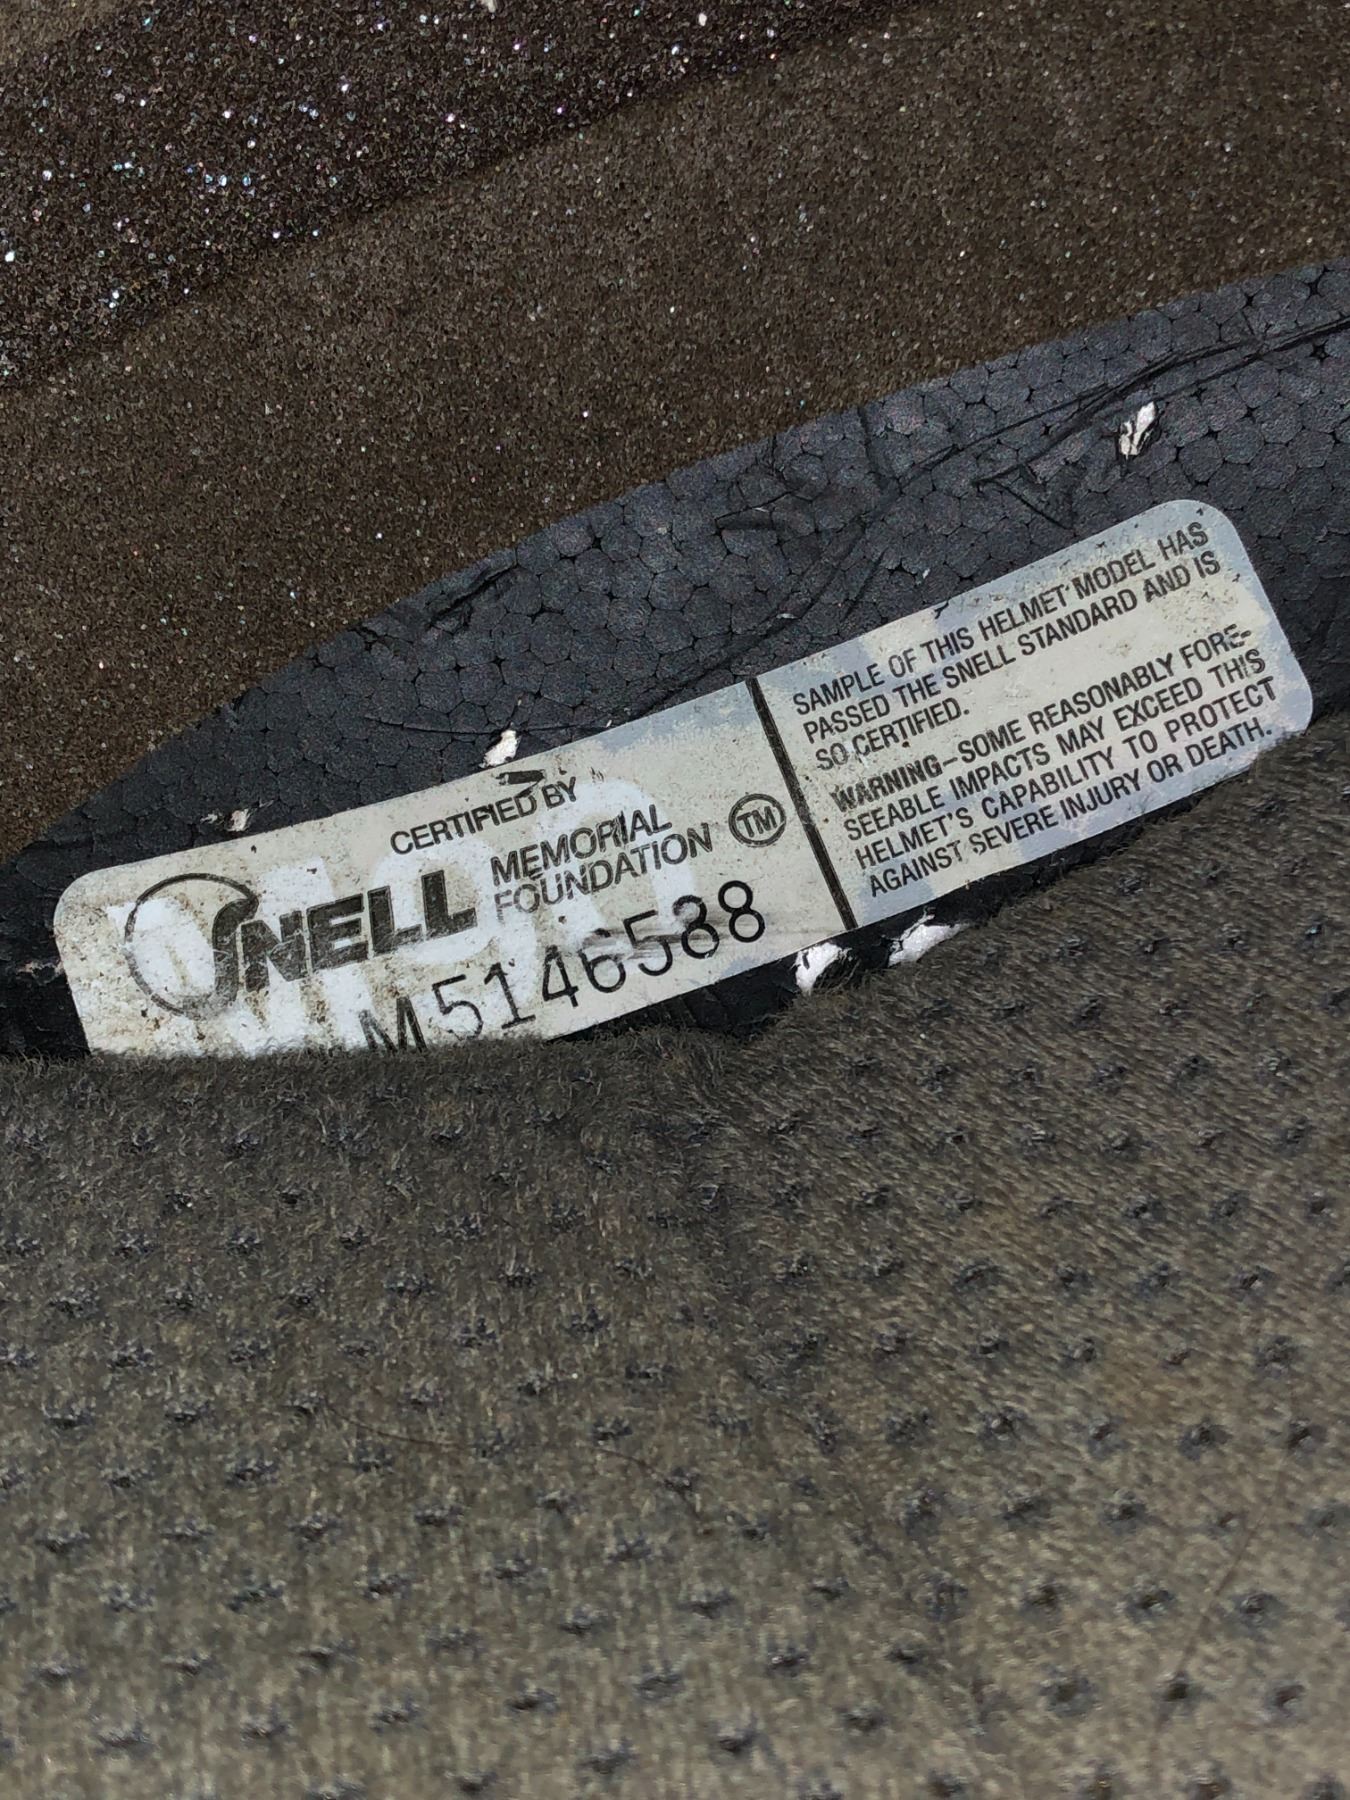 CERTIFIED BY
SNELL MEMORIAL
FOUNDATION TM
M5146588
SAMPLE OF THIS HELMET MODEL HAS
PASSED THE SNELL STANDARD AND IS
SO CERTIFIED.
WARNING–SOME REASONABLY FORE-
SEEABLE IMPACTS MAY EXCEED THIS
HELMET'S CAPABILITY TO PROTECT
AGAINST SEVERE INJURY OR DEATH.